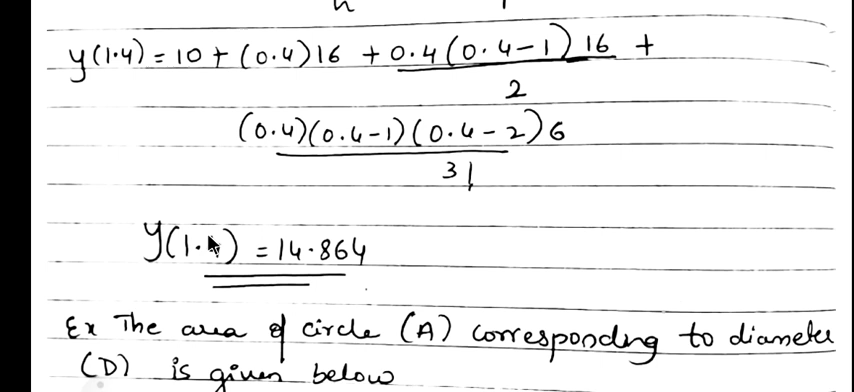 y(1.4) = 10 + (0.4)16 + 0.4(0.4-1) 16 +
2
(0.4)(0.4-1)(0.4-2)6
3!
y(1.4) = 14.864
Ex The area of circle (A) corresponding to diameter
(D) is given below